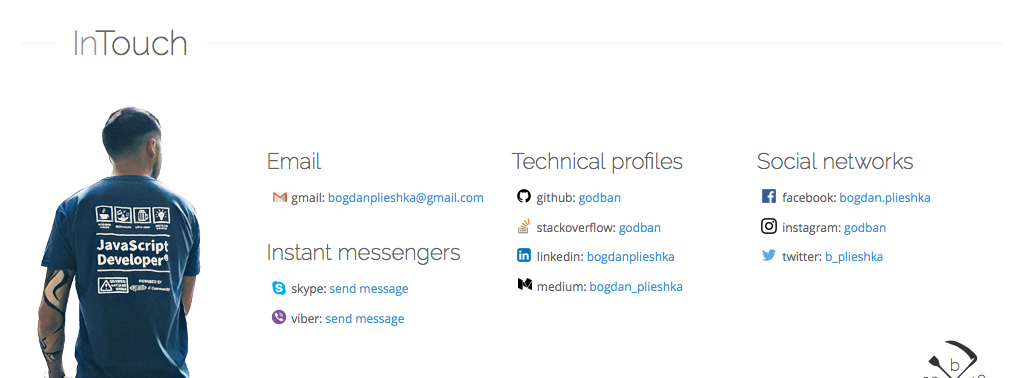 InTouch
JavaScript
Developer®
Email
gmail: bogdanplieshka@gmail.com
Instant messengers
skype: send message
viber: send message
Technical profiles
github: godban
stackoverflow: godban
linkedin: bogdanplieshka
medium: bogdan_plieshka
Social networks
facebook: bogdan.plieshka
instagram: godban
twitter: b_plieshka
b